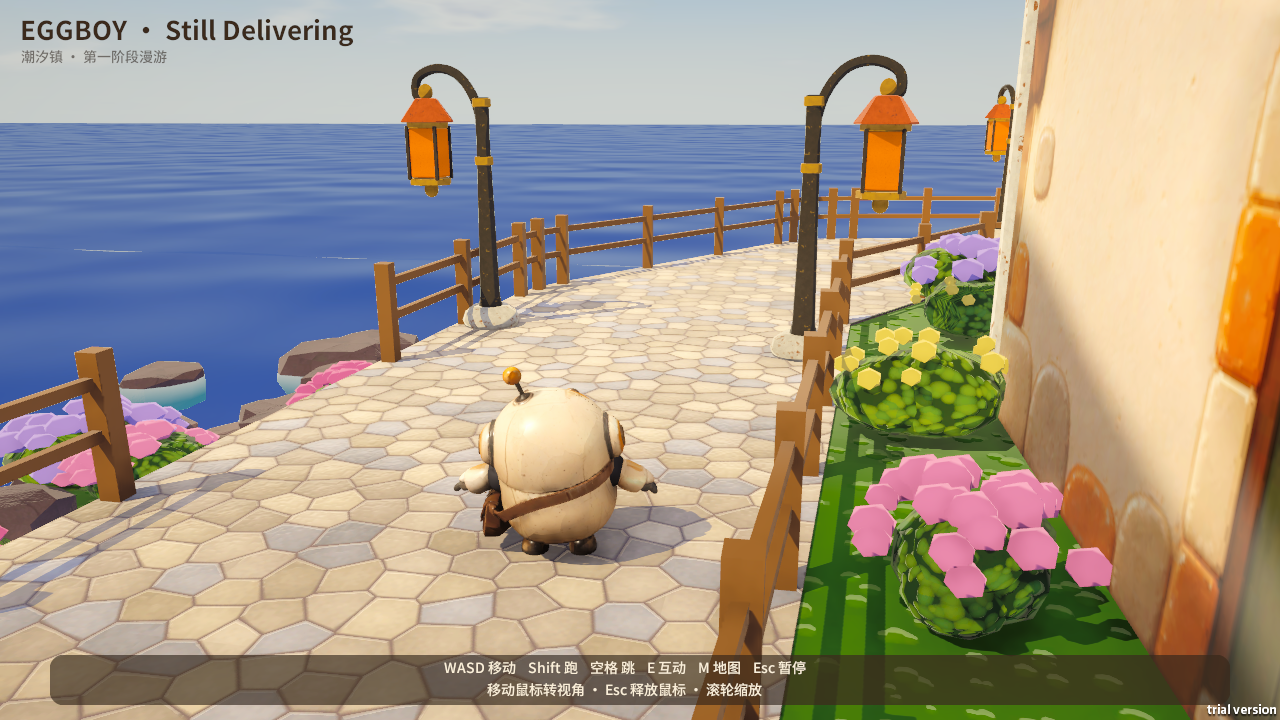 EGGBOY · Still Delivering
潮汐镇 · 第一阶段漫游
WASD 移动 Shift 跑 空格 跳 E 互动 M 地图 Esc 暂停
移动鼠标转视角 · Esc 释放鼠标 · 滚轮缩放
trial version